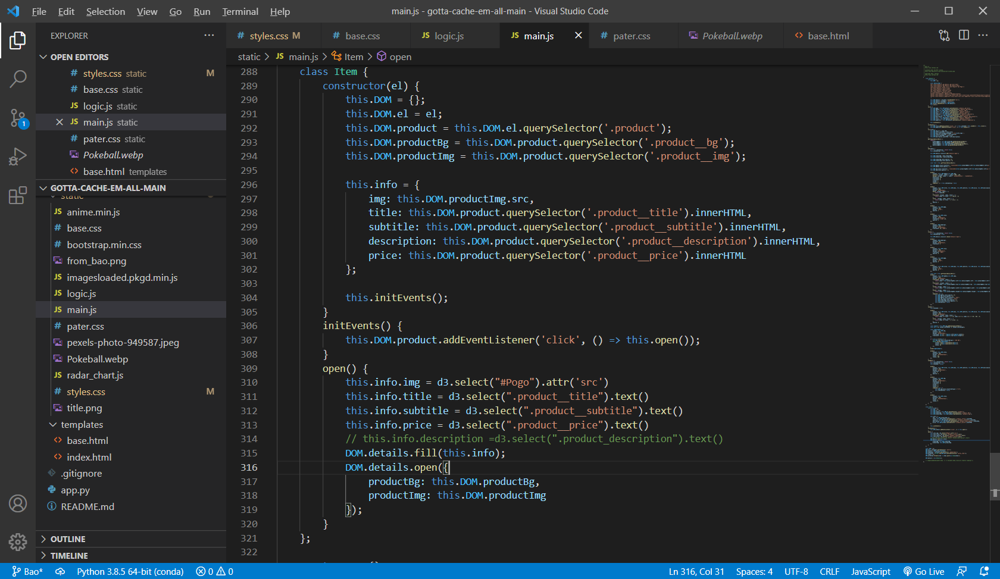 File Edit Selection View Go Run Terminal Help
main.js - gotta-cache-em-all-main - Visual Studio Code
EXPLORER
OPEN EDITORS
# styles.css static M
# base.css static
JS logic.js static
JS main.js static
# pater.css static
Pokeball.webp
base.html templates
GOTTA-CACHE-EM-ALL-MAIN
static
JS anime.min.js
# base.css
# bootstrap.min.css
from_bao.png
JS imagesloaded.pkgd.min.js
JS logic.js
JS main.js
# pater.css
pexels-photo-949587.jpeg
Pokeball.webp
JS radar_chart.js
# styles.css M
title.png
templates
<> base.html
<> index.html
.gitignore
app.py
README.md
OUTLINE
TIMELINE
1
# styles.css M
# base.css
JS logic.js
JS main.js
# pater.css
Pokeball.webp
<> base.html
static > JS main.js > Item > open
288 class Item {
289 constructor(el) {
290 this.DOM = {};
291 this.DOM.el = el;
292 this.DOM.product = this.DOM.el.querySelector('.product');
293 this.DOM.productBg = this.DOM.product.querySelector('.product__bg');
294 this.DOM.productImg = this.DOM.product.querySelector('.product__img');
295
296 this.info = {
297 img: this.DOM.productImg.src,
298 title: this.DOM.product.querySelector('.product__title').innerHTML,
299 subtitle: this.DOM.product.querySelector('.product__subtitle').innerHTML,
300 description: this.DOM.product.querySelector('.product__description').innerHTML,
301 price: this.DOM.product.querySelector('.product__price').innerHTML
302 };
303
304 this.initEvents();
305 }
306 initEvents() {
307 this.DOM.product.addEventListener('click', () => this.open());
308 }
309 open() {
310 this.info.img = d3.select("#Pogo").attr('src')
311 this.info.title = d3.select(".product__title").text()
312 this.info.subtitle = d3.select(".product__subtitle").text()
313 this.info.price = d3.select(".product__price").text()
314 // this.info.description =d3.select(".product_description").text()
315 DOM.details.fill(this.info);
316 DOM.details.open({
317 productBg: this.DOM.productBg,
318 productImg: this.DOM.productImg
319 });
320 }
321 };
322
Bao* Python 3.8.5 64-bit (conda) 0 0
Ln 316, Col 31 Spaces: 4 UTF-8 CRLF JavaScript Go Live